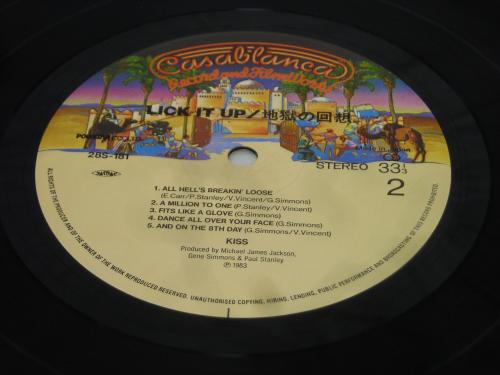 Casablanca
Record and FilmWorks
LICK IT UP/地獄の回想
28S-181
JASRAC
Made in Japan
STEREO 33⅓
2
1. ALL HELL'S BREAKIN' LOOSE
(E.Carr/P.Stanley/V.Vincent/G.Simmons)
2. A MILLION TO ONE (P.Stanley/V.Vincent)
3. FITS LIKE A GLOVE (G.Simmons)
4. DANCE ALL OVER YOUR FACE (G.Simmons)
5. AND ON THE 8TH DAY (G.Simmons/V.Vincent)
KISS
Produced by Michael James Jackson,
Gene Simmons & Paul Stanley
Ⓟ 1983
ALL RIGHTS OF THE PRODUCER AND OF THE OWNER OF THE WORK REPRODUCED RESERVED. UNAUTHORISED COPYING, HIRING, LENDING, PUBLIC PERFORMANCE AND BROADCASTING OF THIS RECORD PROHIBITED.